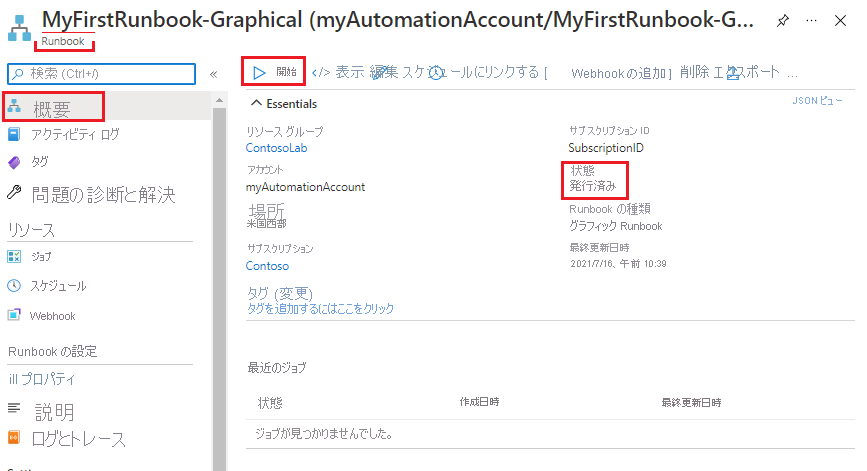 MyFirstRunbook-Graphical (myAutomationAccount/MyFirstRunbook-G...
Runbook
検索 (Ctrl+/)
«
開始
</> 表示 編集 スケジュールにリンクする [ Webhookの追加 ] 削除 エクスポート ...
概要
アクティビティ ログ
タグ
問題の診断と解決
リソース
ジョブ
スケジュール
Webhook
Runbook の設定
ill プロパティ
説明
ログとトレース
Essentials
JSON ビュー
リソース グループ
ContosoLab
アカウント
myAutomationAccount
場所
米国西部
サブスクリプション
Contoso
サブスクリプション ID
SubscriptionID
状態
発行済み
Runbook の種類
グラフィック Runbook
最終更新日時
2021/7/16、午前 10:39
タグ (変更)
タグを追加するにはここをクリック
最近のジョブ
状態 作成日時 最終更新日時
ジョブが見つかりませんでした。